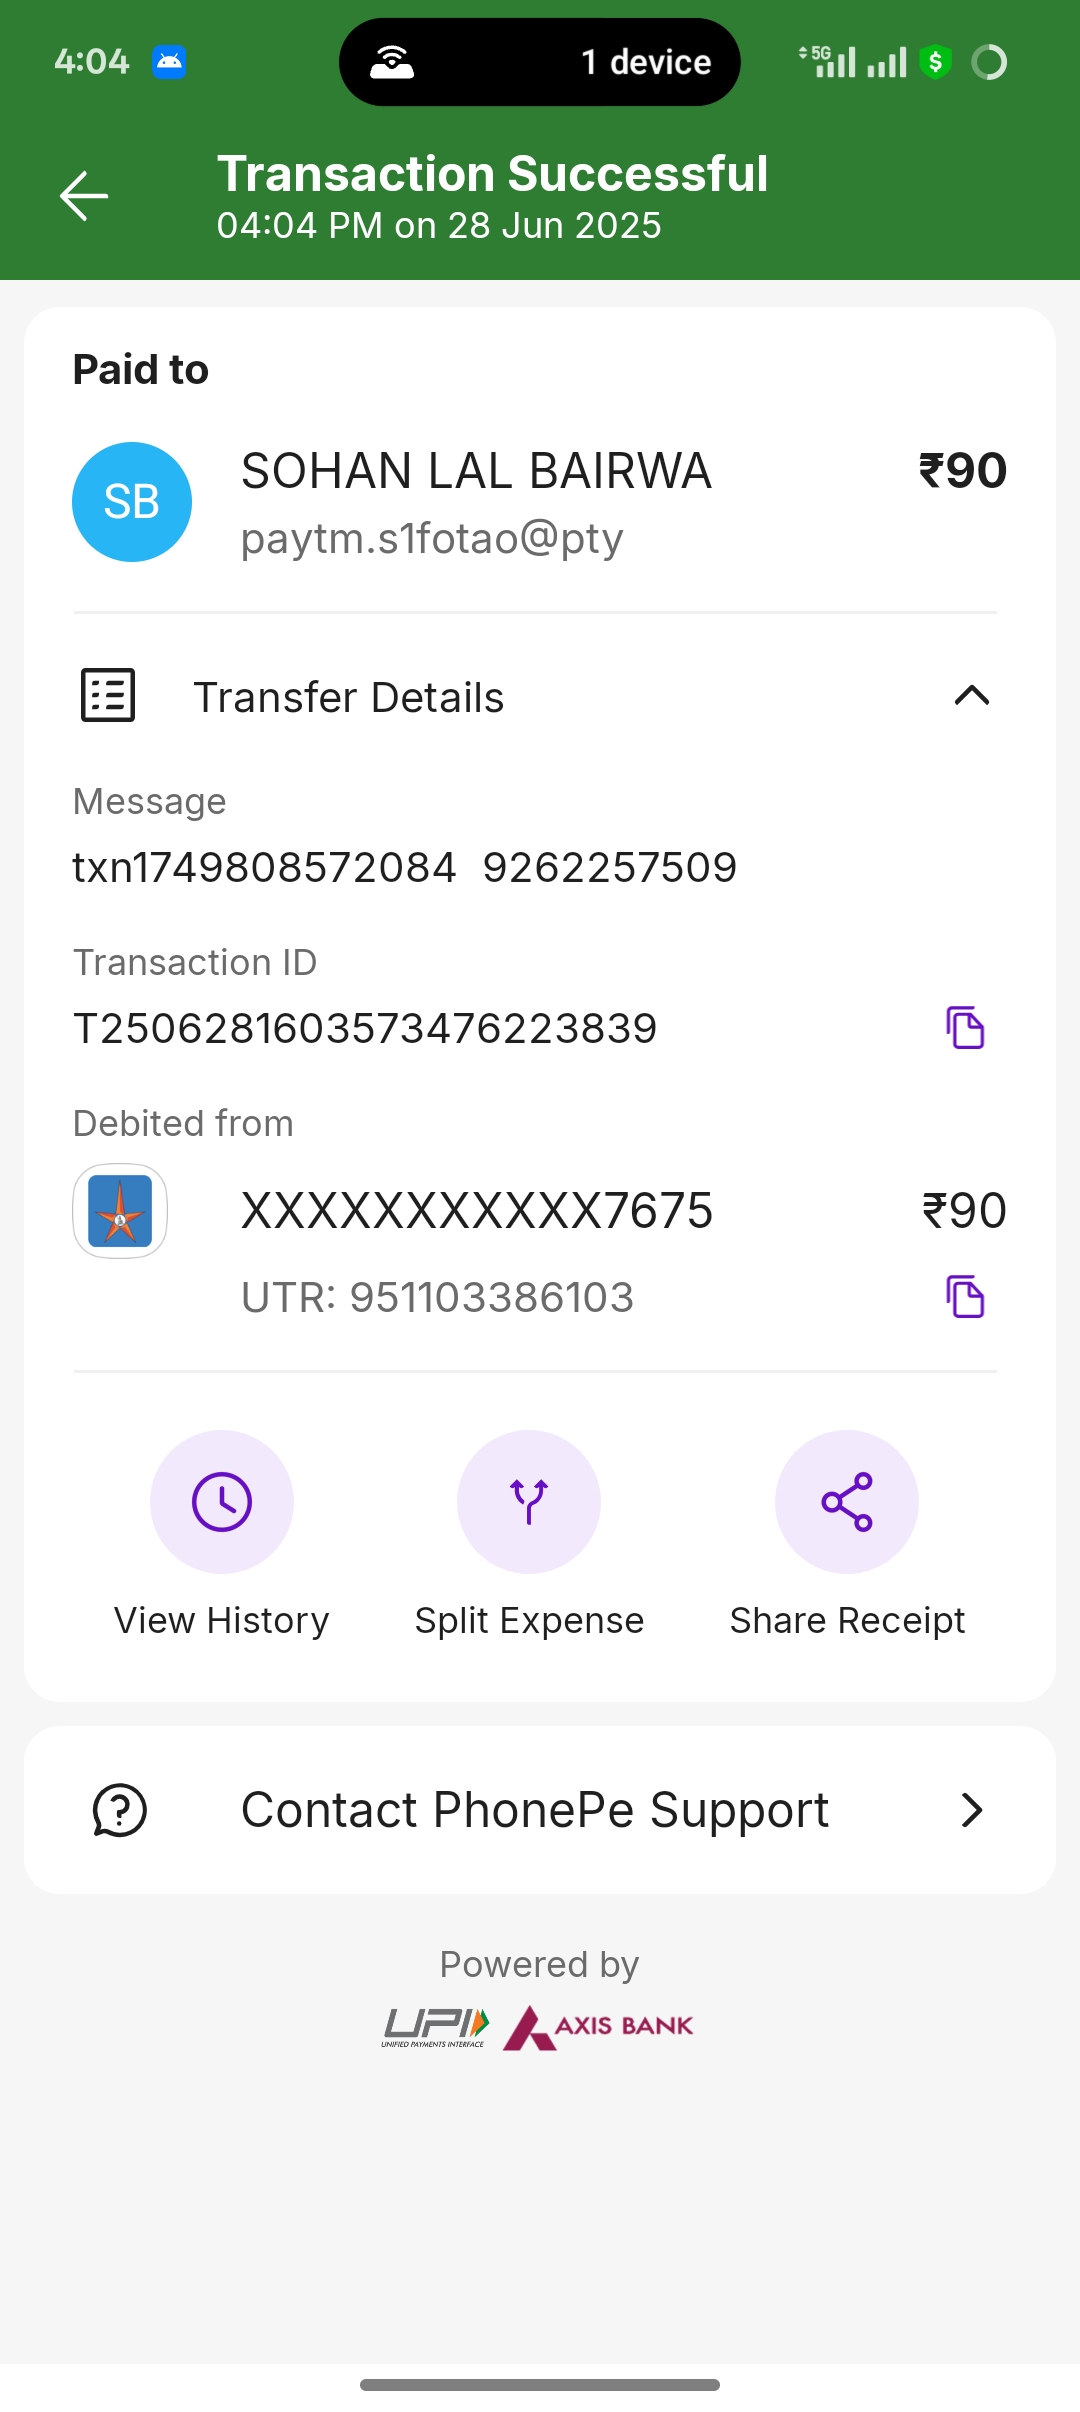 4:04
1 device
5G
Transaction Successful
04:04 PM on 28 Jun 2025
Paid to
SB
SOHAN LAL BAIRWA
₹90
paytm.s1fotao@pty
Transfer Details
Message
txn1749808572084 9262257509
Transaction ID
T2506281603573476223839
Debited from
XXXXXXXXXXX7675
₹90
UTR: 951103386103
View History
Split Expense
Share Receipt
Contact PhonePe Support
Powered by
UPI
UNIFIED PAYMENTS INTERFACE
AXIS BANK